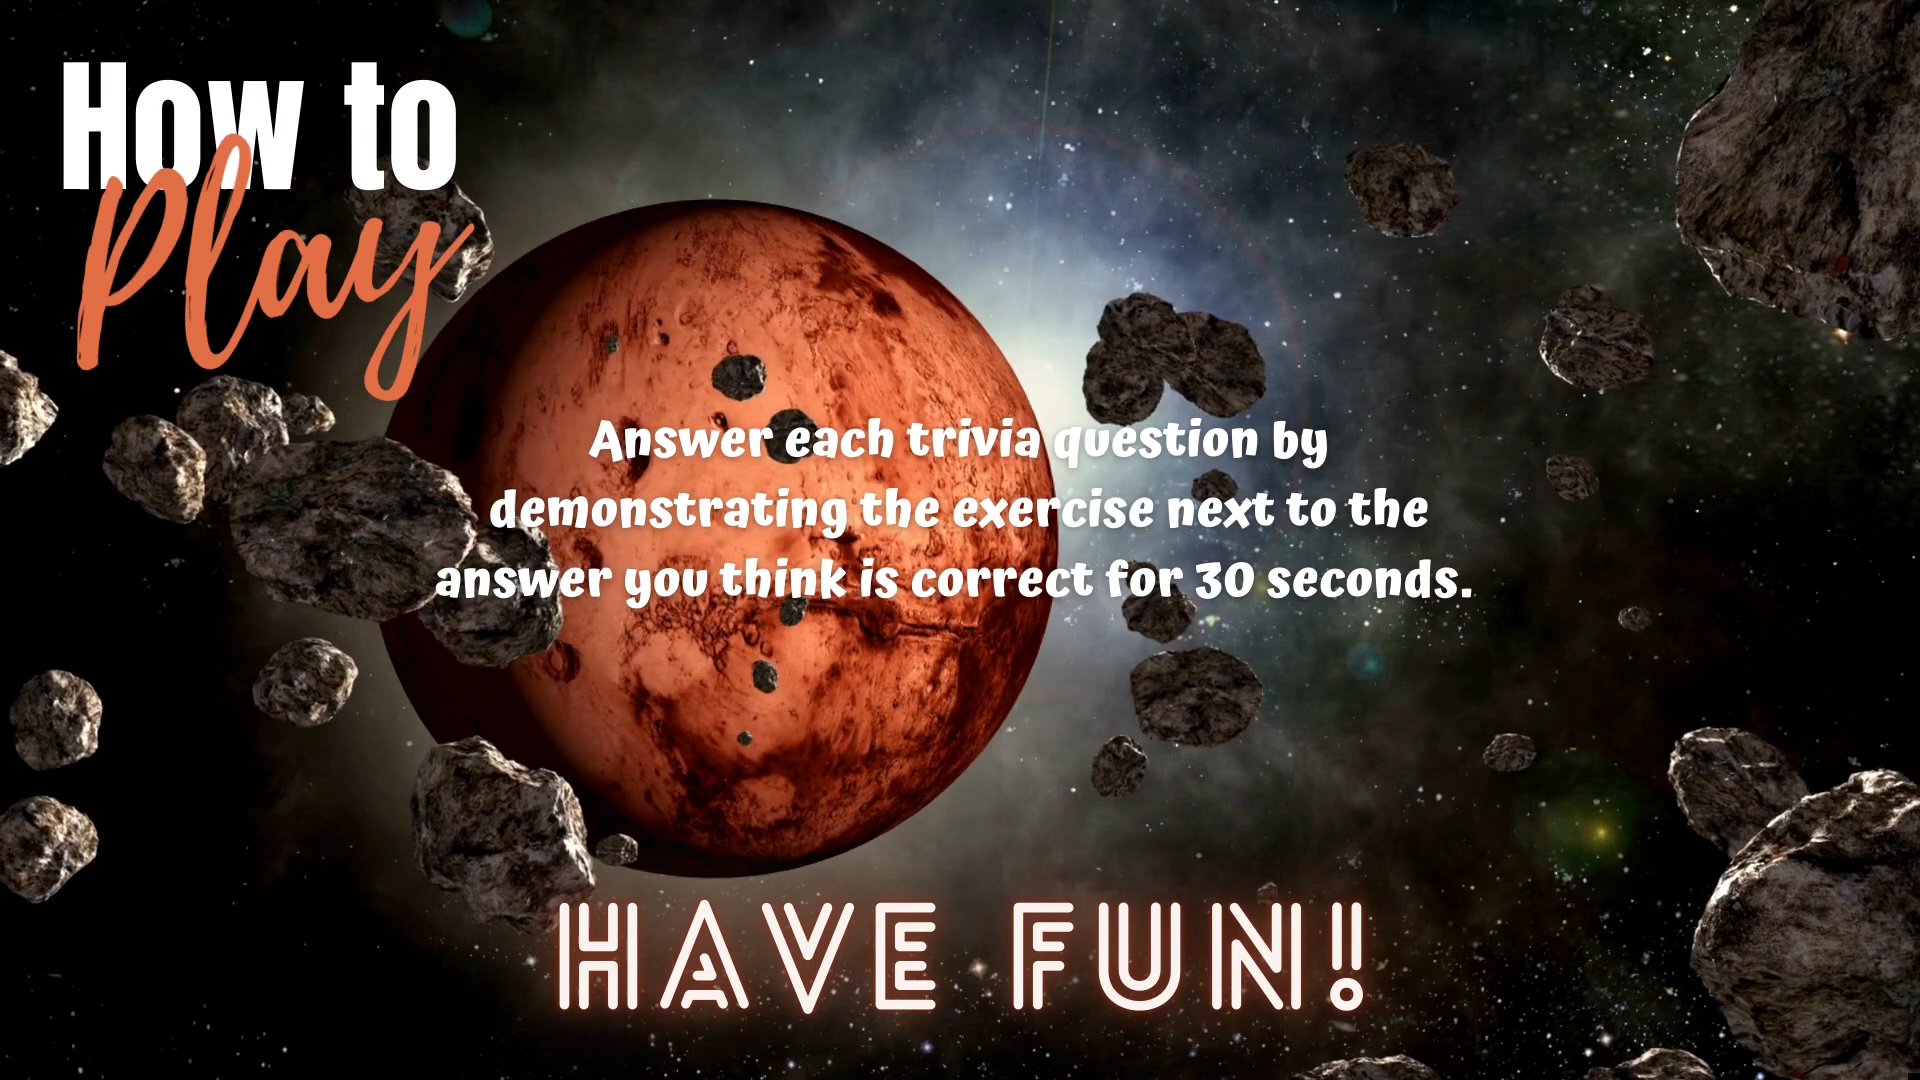 How to
Play
Answer each trivia question by
demonstrating the exercise next to the
answer you think is correct for 30 seconds.
HAVE FUN!